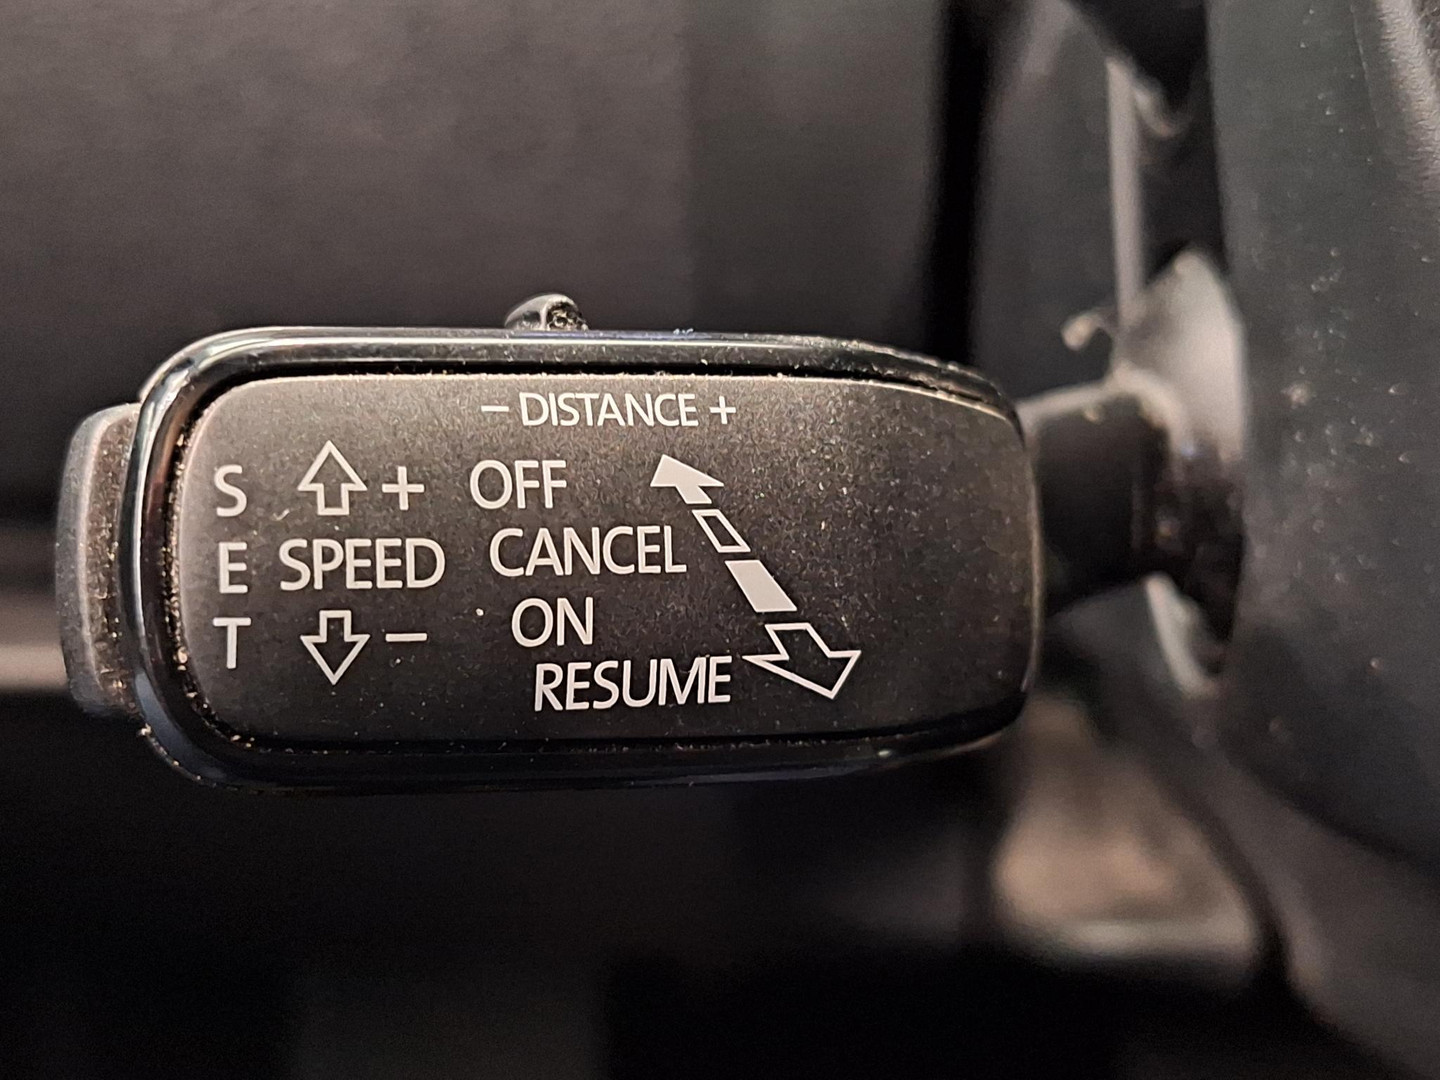 − DISTANCE +
S + OFF
E SPEED CANCEL
T − ON
RESUME